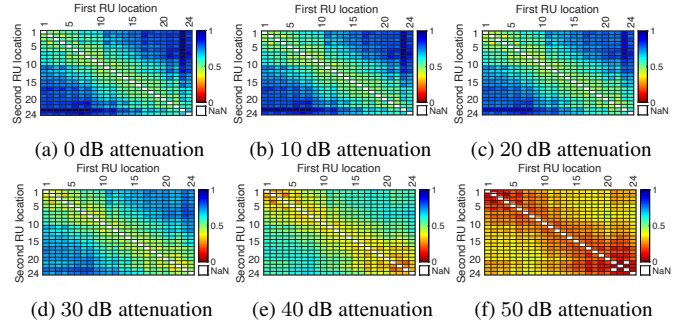 First RU location First RU location First RU location
1 5 10 15 20 24 1 5 10 15 20 24 1 5 10 15 20 24
Second RU location Second RU location Second RU location
1 1 1 1 1 1
5 5 5
10 0.5 10 0.5 10 0.5
15 15 15
20 0 20 0 20 0
24 NaN 24 NaN 24 NaN
(a) 0 dB attenuation (b) 10 dB attenuation (c) 20 dB attenuation
First RU location First RU location First RU location
1 5 10 15 20 24 1 5 10 15 20 24 1 5 10 15 20 24
Second RU location Second RU location Second RU location
1 1 1 1 1 1
5 5 5
10 0.5 10 0.5 10 0.5
15 15 15
20 0 20 0 20 0
24 NaN 24 NaN 24 NaN
(d) 30 dB attenuation (e) 40 dB attenuation (f) 50 dB attenuation